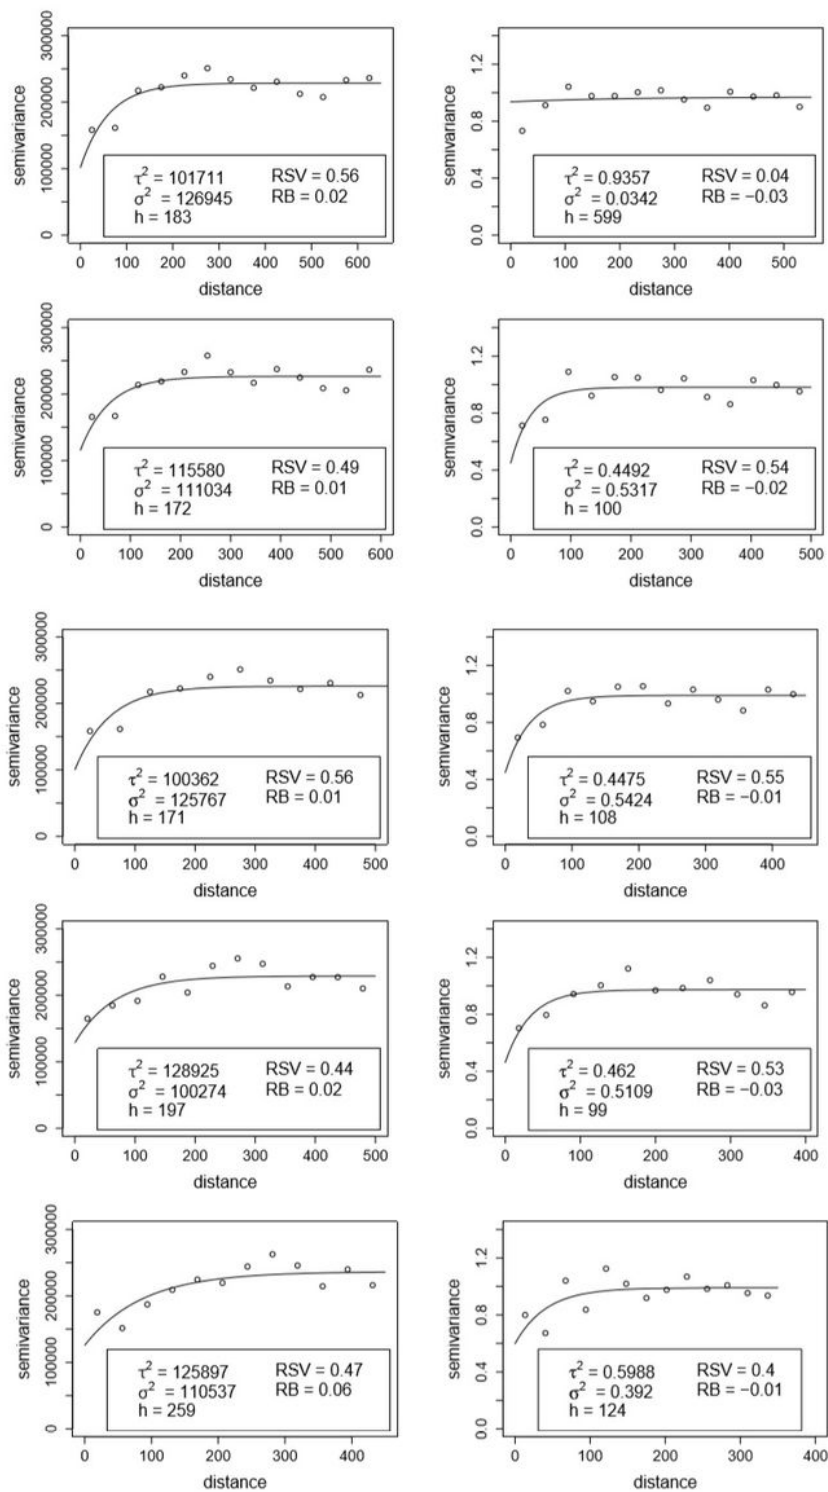 semivariance
0 100000 200000 300000
τ² = 101711 RSV = 0.56
σ² = 126945 RB = 0.02
h = 183
0 100 200 300 400 500 600
distance
semivariance
0.0 0.4 0.8 1.2
τ² = 0.9357 RSV = 0.04
σ² = 0.0342 RB = −0.03
h = 599
0 100 200 300 400 500
distance
semivariance
0 100000 200000 300000
τ² = 115580 RSV = 0.49
σ² = 111034 RB = 0.01
h = 172
0 100 200 300 400 500 600
distance
semivariance
0.0 0.4 0.8 1.2
τ² = 0.4492 RSV = 0.54
σ² = 0.5317 RB = −0.02
h = 100
0 100 200 300 400 500
distance
semivariance
0 100000 200000 300000
τ² = 100362 RSV = 0.56
σ² = 125767 RB = 0.01
h = 171
0 100 200 300 400 500
distance
semivariance
0.0 0.4 0.8 1.2
τ² = 0.4475 RSV = 0.55
σ² = 0.5424 RB = −0.01
h = 108
0 100 200 300 400
distance
semivariance
0 100000 200000 300000
τ² = 128925 RSV = 0.44
σ² = 100274 RB = 0.02
h = 197
0 100 200 300 400 500
distance
semivariance
0.0 0.4 0.8 1.2
τ² = 0.462 RSV = 0.53
σ² = 0.5109 RB = −0.03
h = 99
0 100 200 300 400
distance
semivariance
0 100000 200000 300000
τ² = 125897 RSV = 0.47
σ² = 110537 RB = 0.06
h = 259
0 100 200 300 400
distance
semivariance
0.0 0.4 0.8 1.2
τ² = 0.5988 RSV = 0.4
σ² = 0.392 RB = −0.01
h = 124
0 100 200 300 400
distance